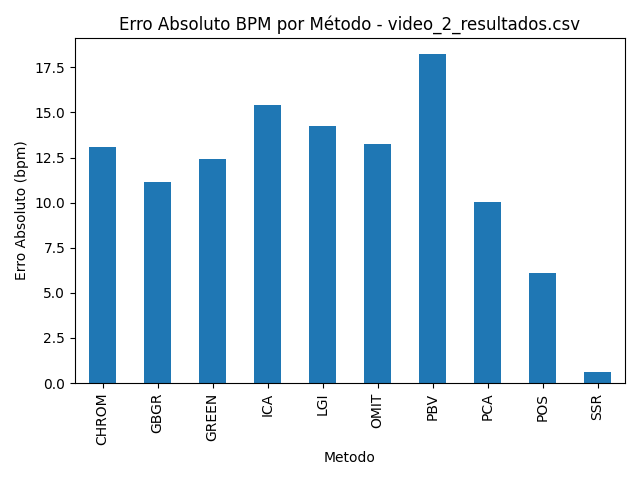 Erro Absoluto BPM por Método - video_2_resultados.csv
Erro Absoluto (bpm)
17.5
15.0
12.5
10.0
7.5
5.0
2.5
0.0
CHROM
GBGR
GREEN
ICA
LGI
OMIT
PBV
PCA
POS
SSR
Metodo